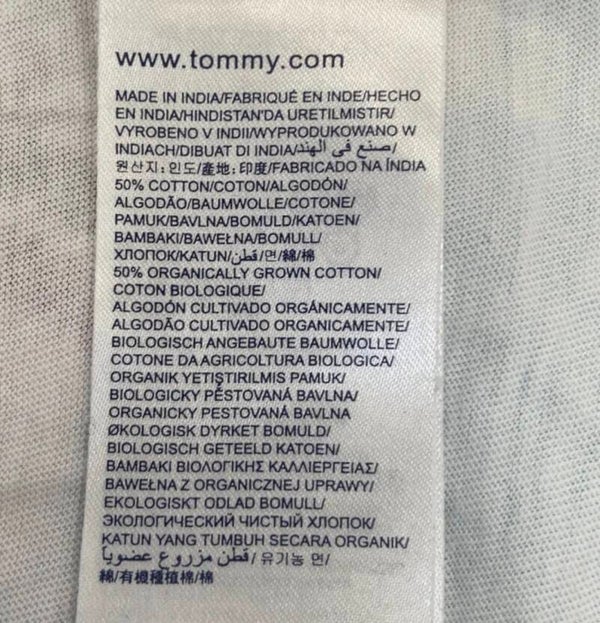 www.tommy.com
MADE IN INDIA/FABRIQUÉ EN INDE/HECHO
EN INDIA/HINDISTAN'DA URETILMISTIR/
VYROBENO V INDII/WYPRODUKOWANO W
INDIACH/DIBUAT DI INDIA/صنع في الهند/
원산지: 인도/產地: 印度/FABRICADO NA ÍNDIA
50% COTTON/COTON/ALGODÓN/
ALGODÃO/BAUMWOLLE/COTONE/
PAMUK/BAVLNA/BOMULD/KATOEN/
BAMBAKI/BAWEŁNA/BOMULL/
ХЛОПОК/KATUN/قطن/면/綿/棉
50% ORGANICALLY GROWN COTTON/
COTON BIOLOGIQUE/
ALGODÓN CULTIVADO ORGÁNICAMENTE/
ALGODÃO CULTIVADO ORGANICAMENTE/
BIOLOGISCH ANGEBAUTE BAUMWOLLE/
COTONE DA AGRICOLTURA BIOLOGICA/
ORGANIK YETIŞTIRILMIS PAMUK/
BIOLOGICKY PĚSTOVANÁ BAVLNA/
ORGANICKY PESTOVANÁ BAVLNA
ØKOLOGISK DYRKET BOMULD/
BIOLOGISCH GETEELD KATOEN/
ΒΑΜΒΑΚΙ ΒΙΟΛΟΓΙΚΗΣ ΚΑΛΛΙΕΡΓΕΙΑΣ/
BAWEŁNA Z ORGANICZNEJ UPRAWY/
EKOLOGISKT ODLAD BOMULL/
ЭКОЛОГИЧЕСКИЙ ЧИСТЫЙ ХЛОПОК/
KATUN YANG TUMBUH SECARA ORGANIK/
قطن مزروع عضوياً/유기농 면/
綿/有機種植棉/棉